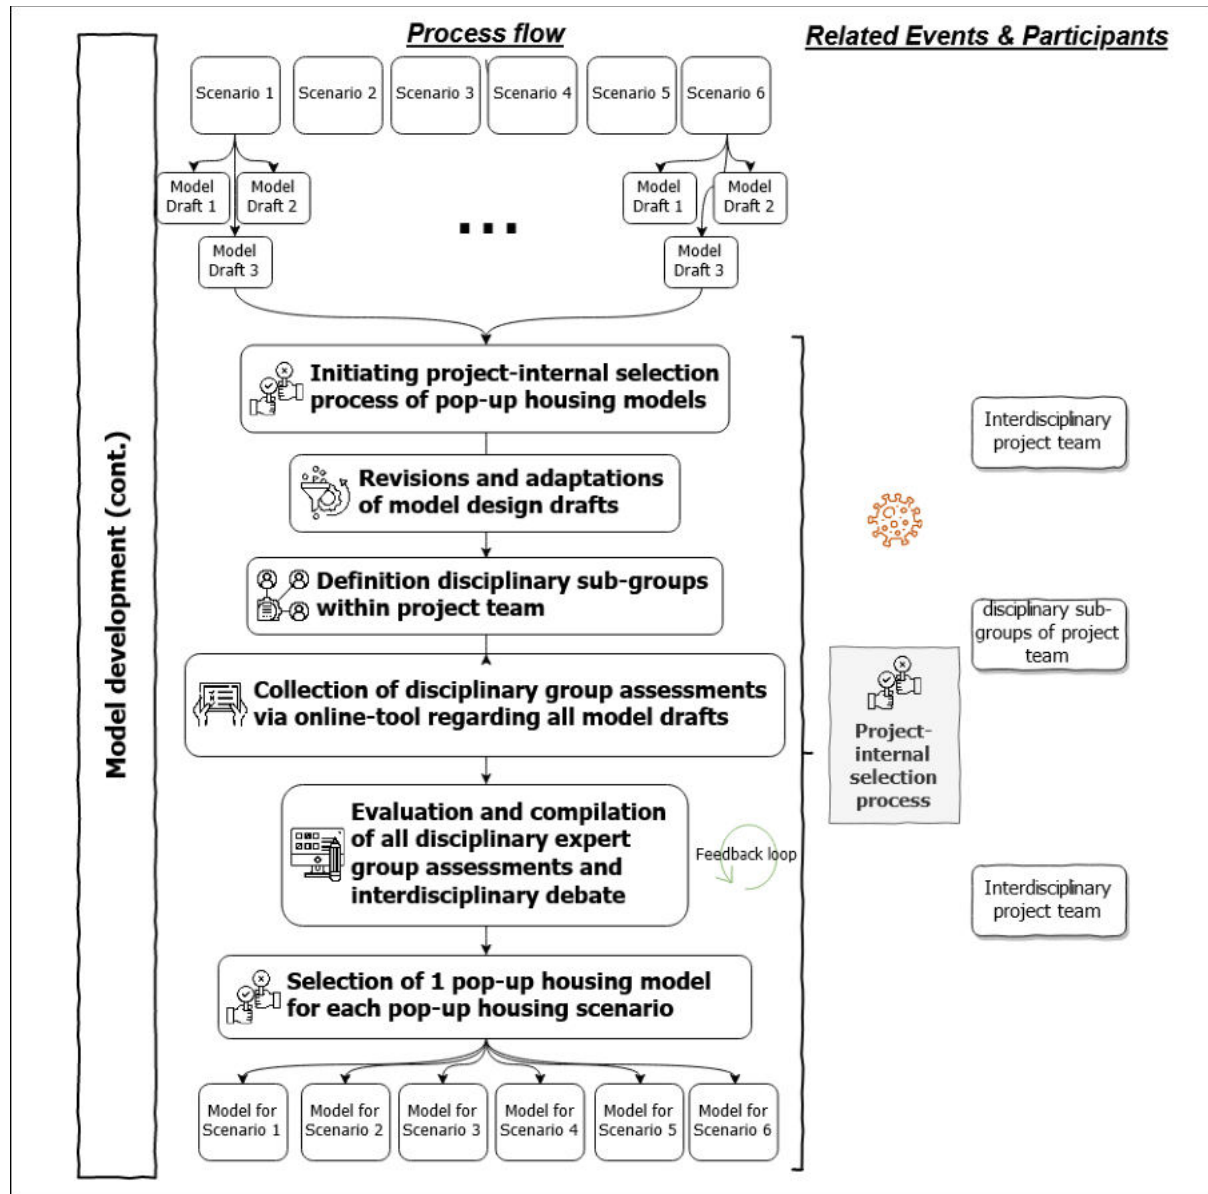 Process flow
Related Events & Participants
Model development (cont.)
Scenario 1
Scenario 2
Scenario 3
Scenario 4
Scenario 5
Scenario 6
Model
Draft 1
Model
Draft 2
Model
Draft 3
...
Model
Draft 1
Model
Draft 2
Model
Draft 3
Initiating project-internal selection
process of pop-up housing models
Revisions and adaptations
of model design drafts
Definition disciplinary sub-groups
within project team
Collection of disciplinary group assessments
via online-tool regarding all model drafts
Evaluation and compilation
of all disciplinary expert
group assessments and
interdisciplinary debate
Feedback loop
Selection of 1 pop-up housing model
for each pop-up housing scenario
Model for
Scenario 1
Model for
Scenario 2
Model for
Scenario 3
Model for
Scenario 4
Model for
Scenario 5
Model for
Scenario 6
Interdisciplinary
project team
disciplinary sub-
groups of project
team
Project-
internal
selection
process
Interdisciplinary
project team